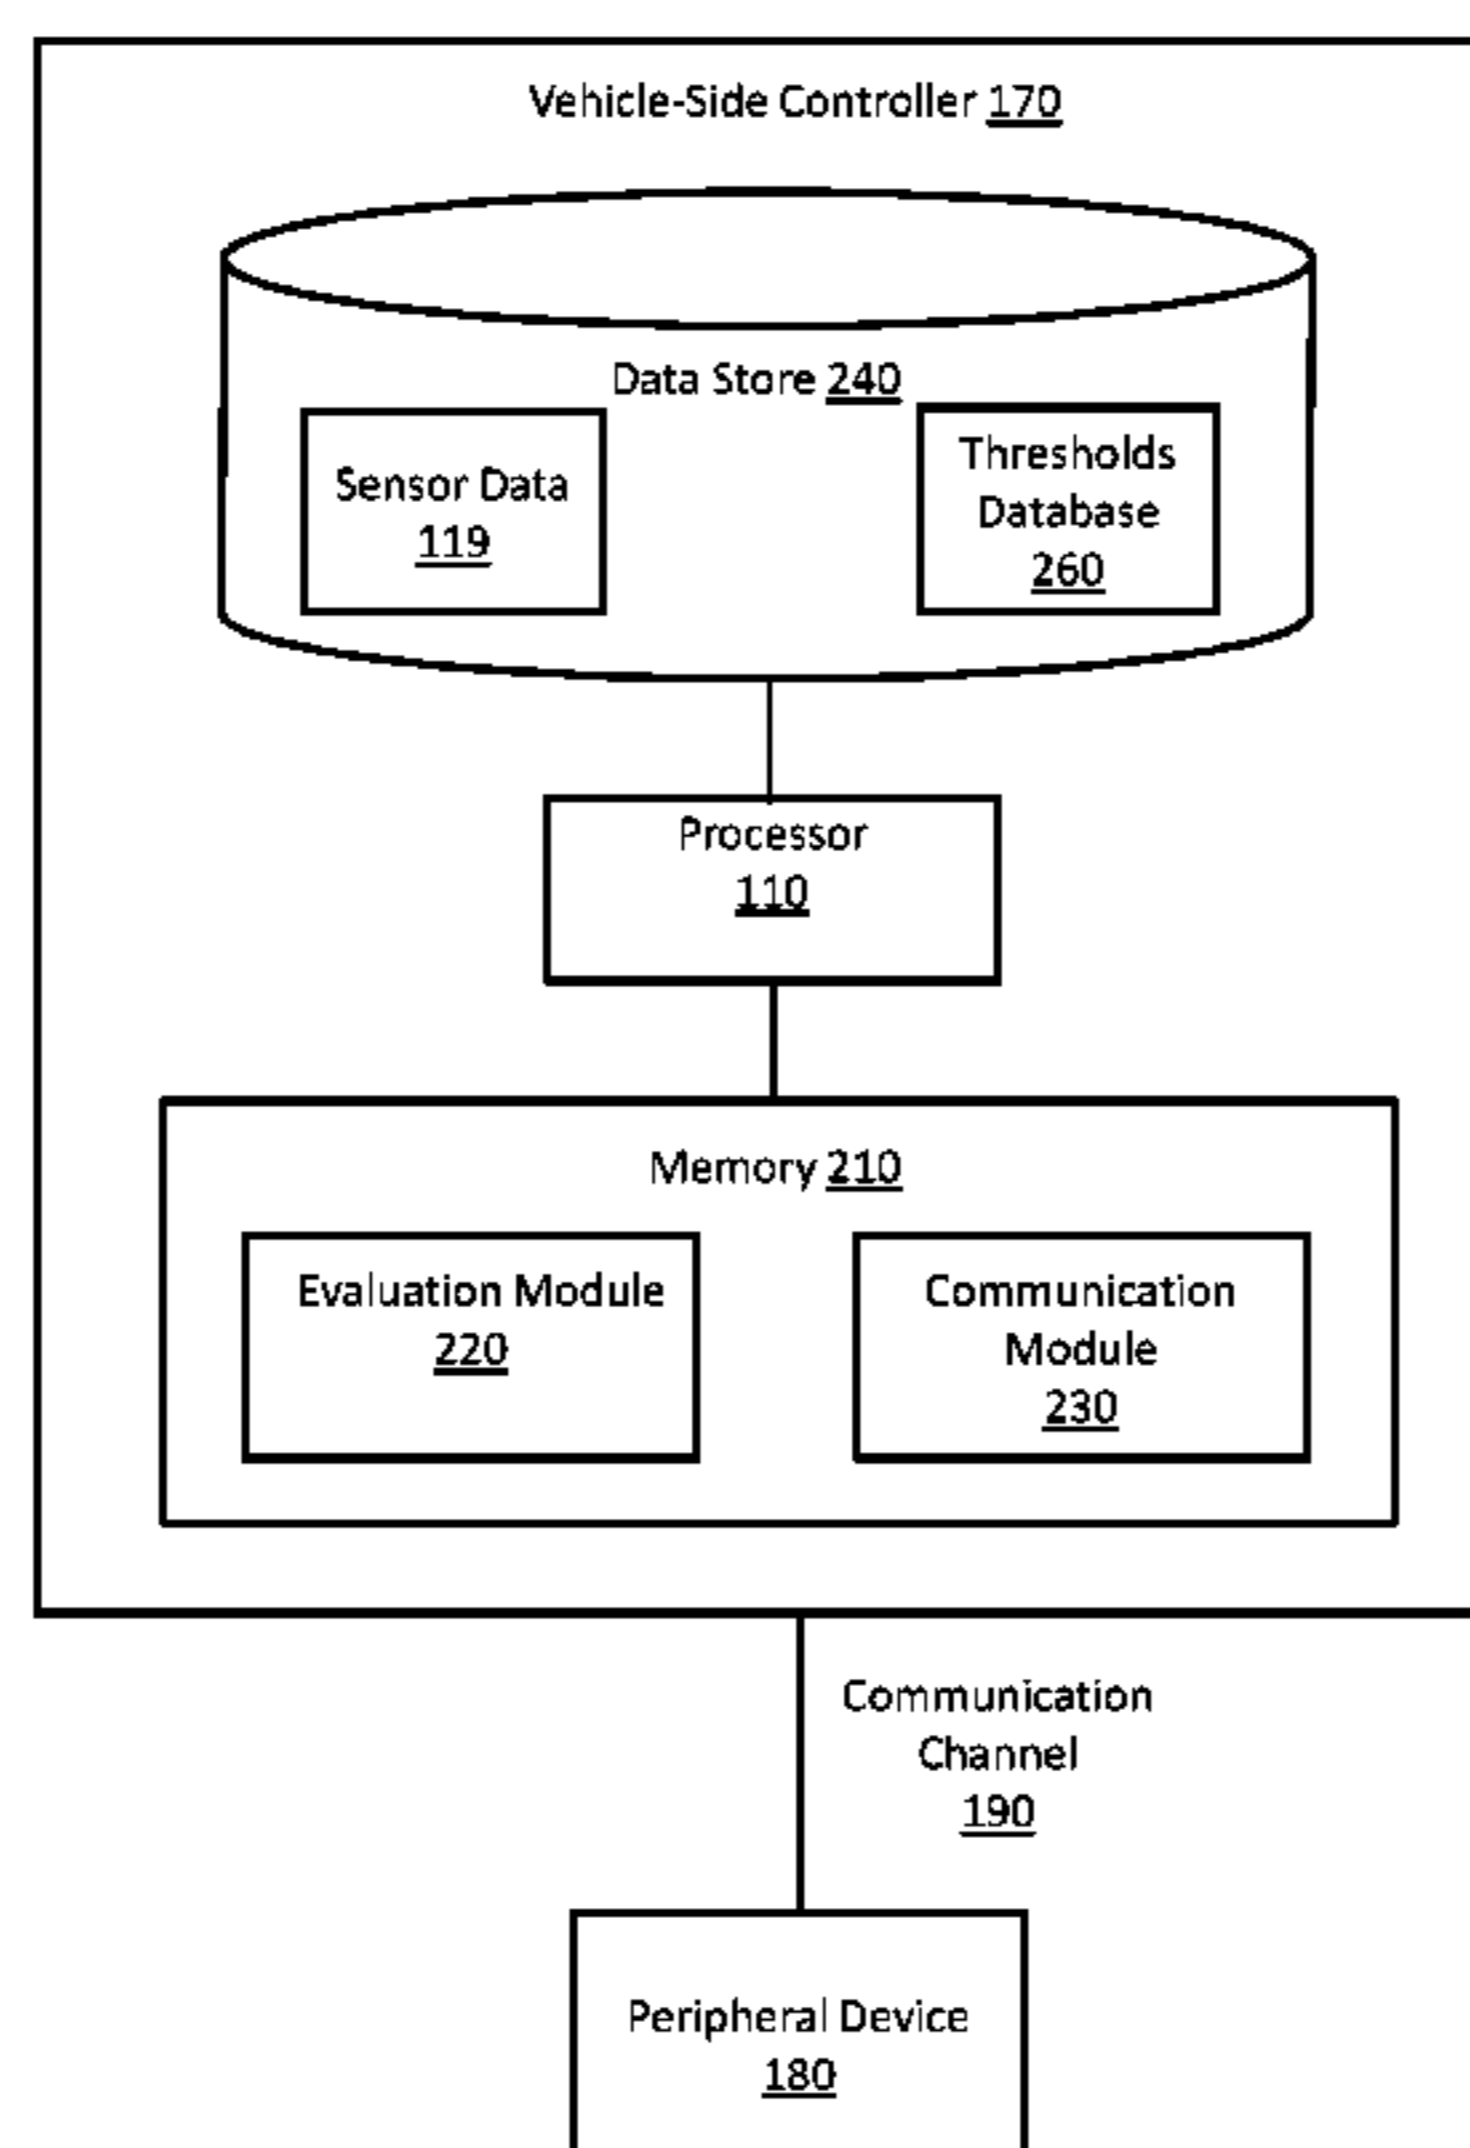 Vehicle-Side Controller 170
Data Store 240
Sensor Data
119
Thresholds
Database
260
Processor
110
Memory 210
Evaluation Module
220
Communication
Module
230
Communication
Channel
190
Peripheral Device
180